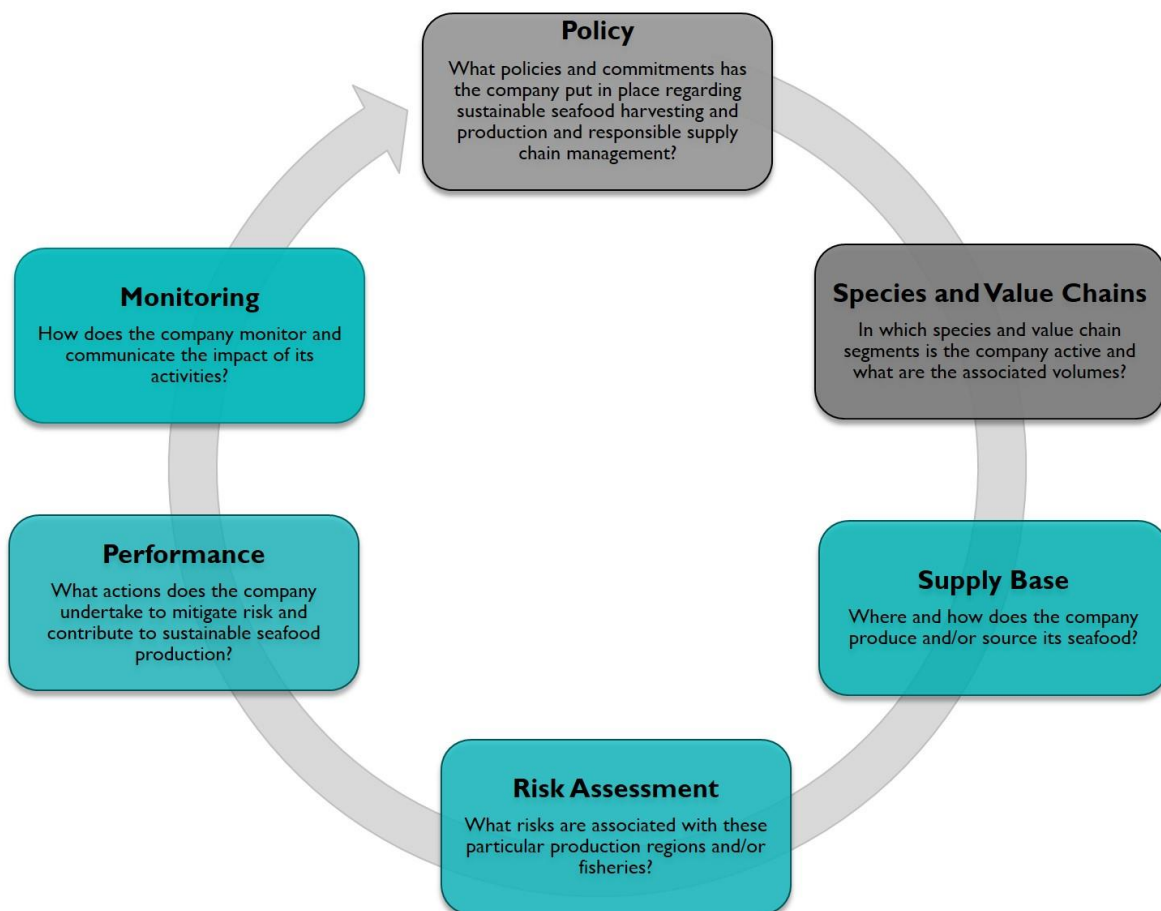 Policy
What policies and commitments has
the company put in place regarding
sustainable seafood harvesting and
production and responsible supply
chain management?
Species and Value Chains
In which species and value chain
segments is the company active and
what are the associated volumes?
Supply Base
Where and how does the company
produce and/or source its seafood?
Risk Assessment
What risks are associated with these
particular production regions and/or
fisheries?
Performance
What actions does the company
undertake to mitigate risk and
contribute to sustainable seafood
production?
Monitoring
How does the company monitor and
communicate the impact of its
activities?